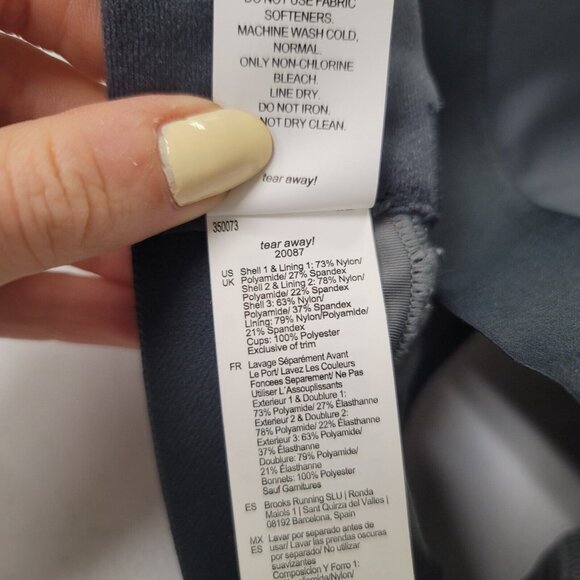 DO NOT USE FABRIC
SOFTENERS.
MACHINE WASH COLD,
NORMAL.
ONLY NON-CHLORINE
BLEACH.
LINE DRY.
DO NOT IRON.
NOT DRY CLEAN.
tear away!
350073
tear away!
20087
US Shell 1 & Lining 1: 73% Nylon/
UK Polyamide/ 27% Spandex
Shell 2 & Lining 2: 78% Nylon/
Polyamide/ 22% Spandex
Shell 3: 63% Nylon/
Polyamide/ 37% Spandex
Lining: 79% Nylon/Polyamide/
21% Spandex
Cups: 100% Polyester
Exclusive of trim
FR Lavage Séparément Avant
Le Port/ Lavez Les Couleurs
Foncees Separement/ Ne Pas
Utiliser L'Assouplissants
Exterieur 1 & Doublure 1:
73% Polyamide/ 27% Élasthanne
Exterieur 2 & Doublure 2:
78% Polyamide/ 22% Élasthanne
Exterieur 3: 63% Polyamide/
37% Élasthanne
Doublure: 79% Polyamide/
21% Élasthanne
Bonnets: 100% Polyester
Sauf Garnitures
ES Brooks Running SLU | Ronda
Maiols 1 | Sant Quirza del Valles |
08192 Barcelona, Spain
MX Lavar por separado antes de
ES usar/ Lavar las prendas oscuras
por separado/ No utilizar
suavizantes
Composicion Y Forro 1: